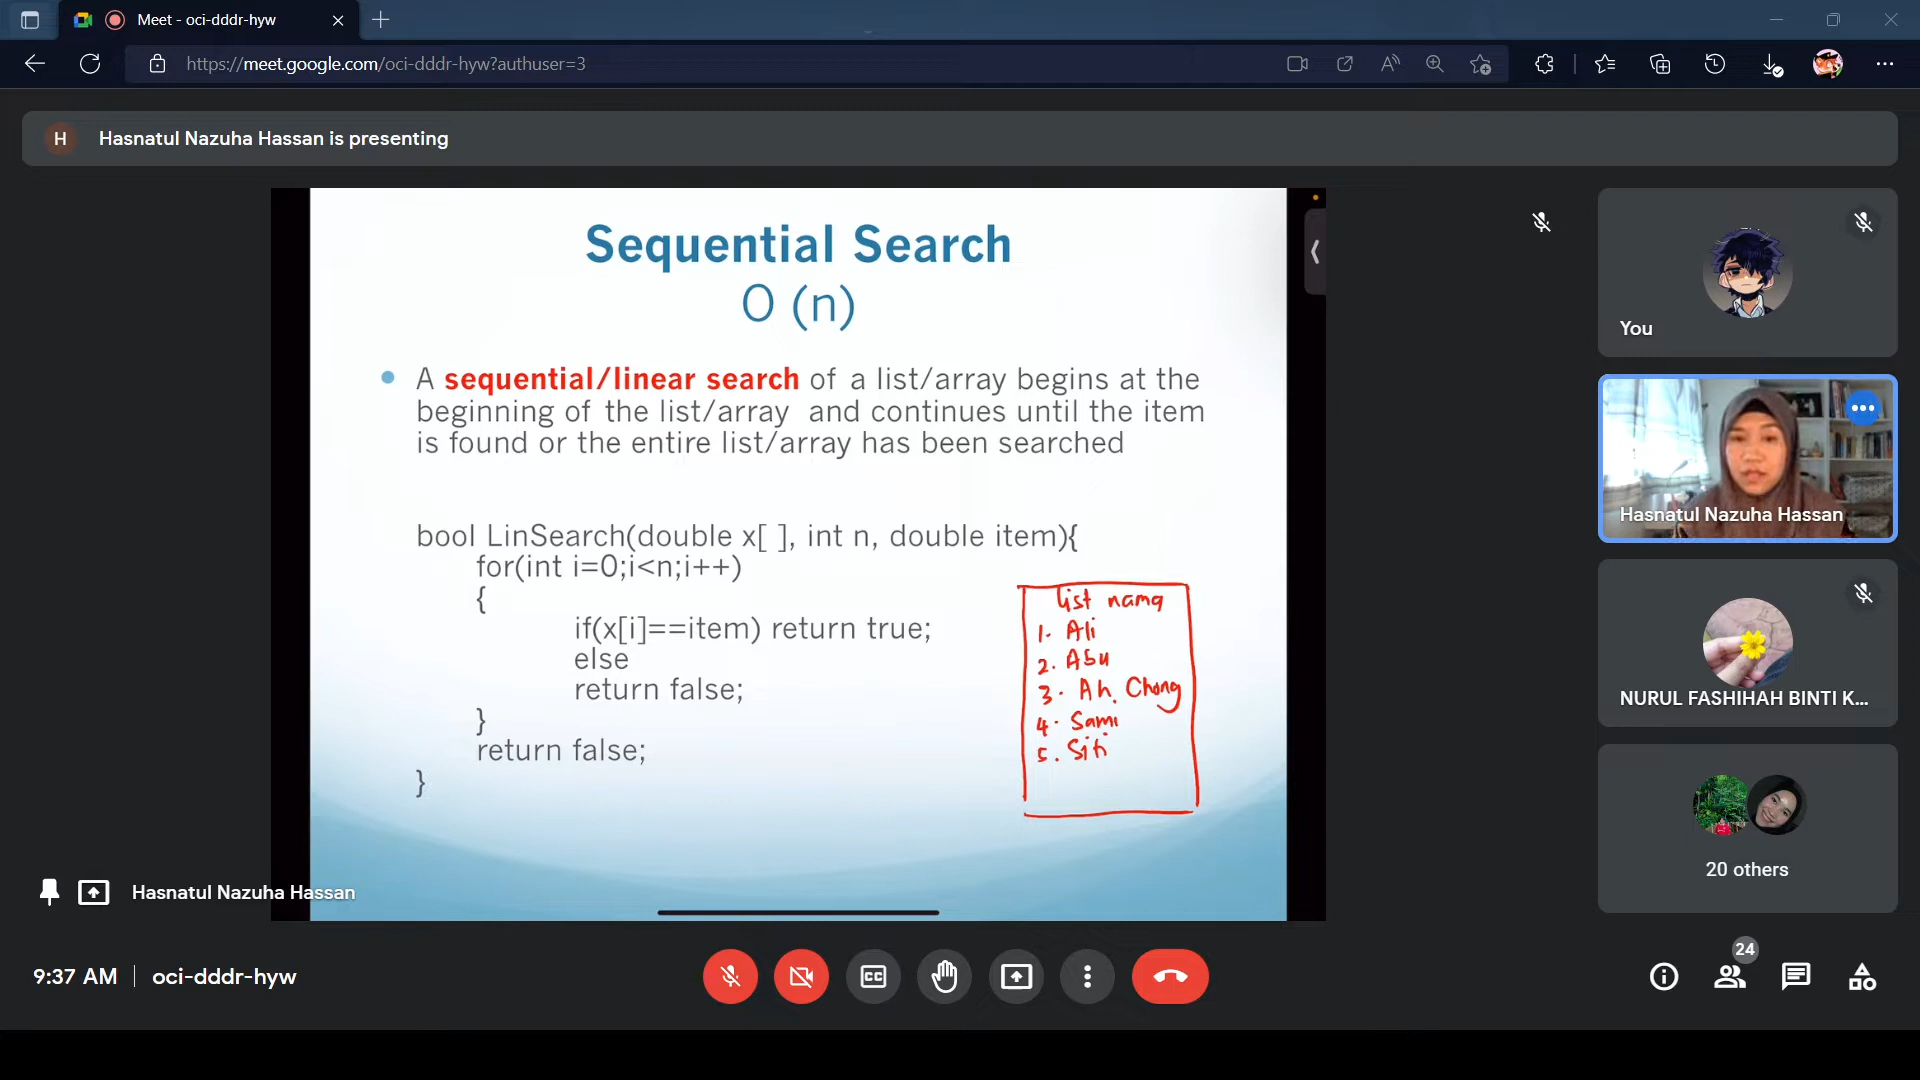 Meet - oci-dddr-hyw
https://meet.google.com/oci-dddr-hyw?authuser=3
H
Hasnatul Nazuha Hassan is presenting
Sequential Search
O (n)
A sequential/linear search of a list/array begins at the
beginning of the list/array and continues until the item
is found or the entire list/array has been searched
bool LinSearch(double x[ ], int n, double item){
for(int i=0;i<n;i++)
{
if(x[i]==item) return true;
else
return false;
}
return false;
}
list nama
1. Ali
2. Abu
3. Ah Chong
4. Sami
5. Siti
You
Hasnatul Nazuha Hassan
NURUL FASHIHAH BINTI K...
20 others
Hasnatul Nazuha Hassan
9:37 AM
oci-dddr-hyw
CC
24